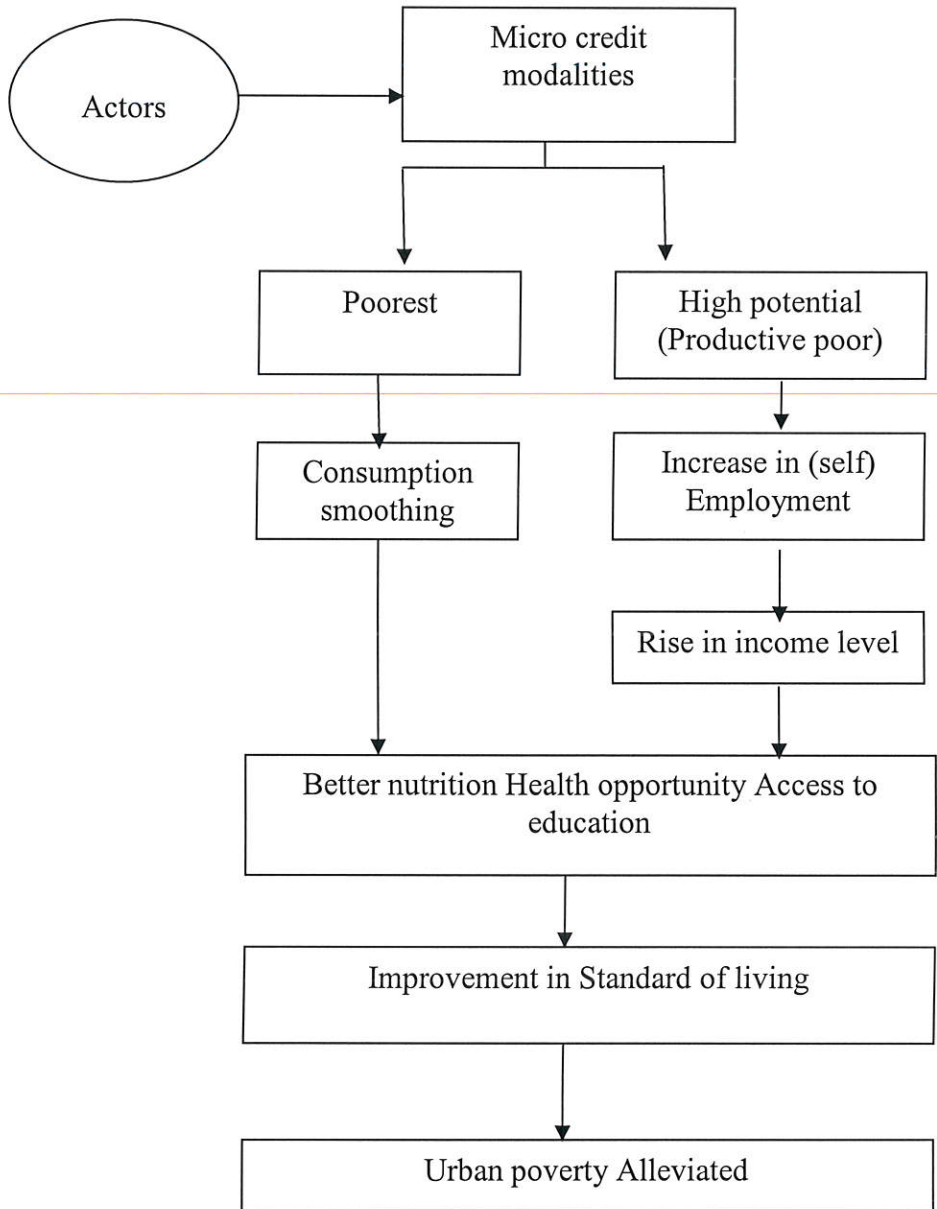 Micro credit
modalities
Actors
Poorest
High potential
(Productive poor)
Consumption
smoothing
Increase in (self)
Employment
Rise in income level
Better nutrition Health opportunity Access to
education
Improvement in Standard of living
Urban poverty Alleviated